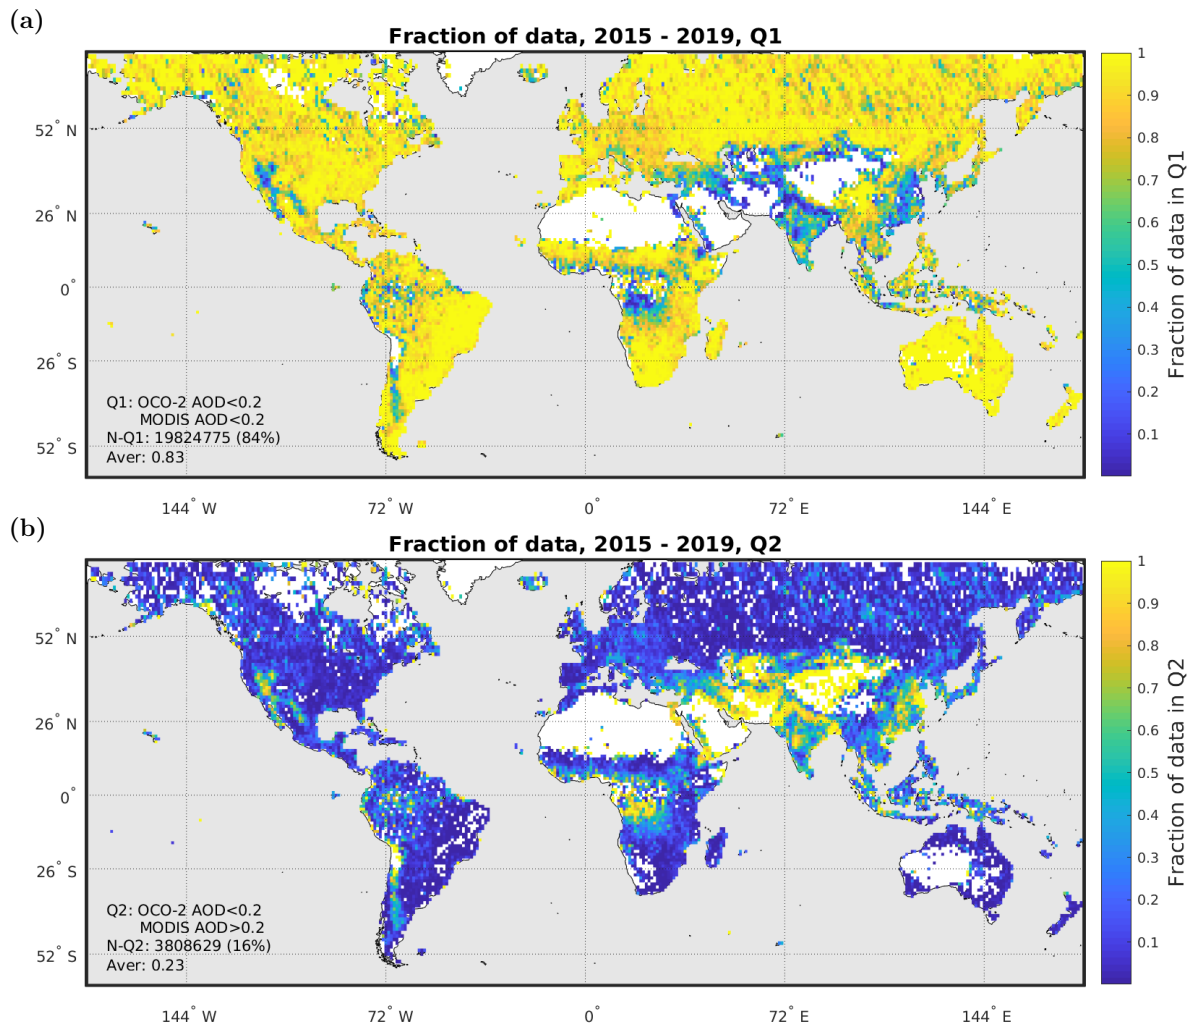 (a)
Fraction of data, 2015 - 2019, Q1
52° N
26° N
0°
26° S
52° S
144° W
72° W
0°
72° E
144° E
Q1: OCO-2 AOD<0.2
MODIS AOD<0.2
N-Q1: 19824775 (84%)
Aver: 0.83
1
0.9
0.8
0.7
0.6
0.5
0.4
0.3
0.2
0.1
Fraction of data in Q1
(b)
Fraction of data, 2015 - 2019, Q2
52° N
26° N
0°
26° S
52° S
144° W
72° W
0°
72° E
144° E
Q2: OCO-2 AOD<0.2
MODIS AOD>0.2
N-Q2: 3808629 (16%)
Aver: 0.23
1
0.9
0.8
0.7
0.6
0.5
0.4
0.3
0.2
0.1
Fraction of data in Q2